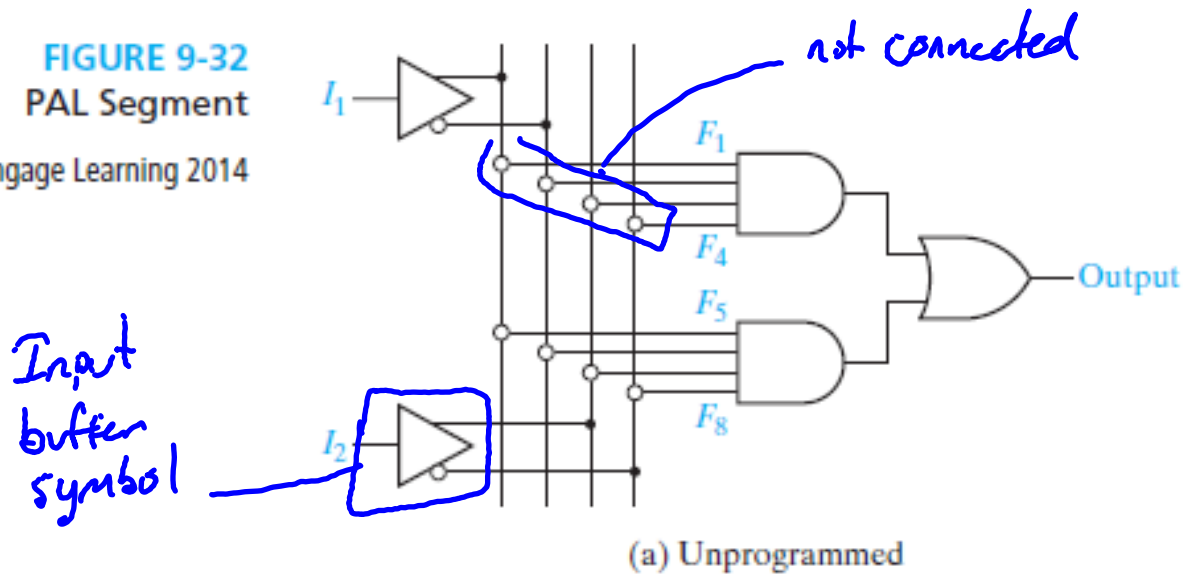 FIGURE 9-32
PAL Segment
ngage Learning 2014
not connected
I₁
F₁
F₄
F₅
F₈
Output
Input
buffer
symbol
I₂
(a) Unprogrammed